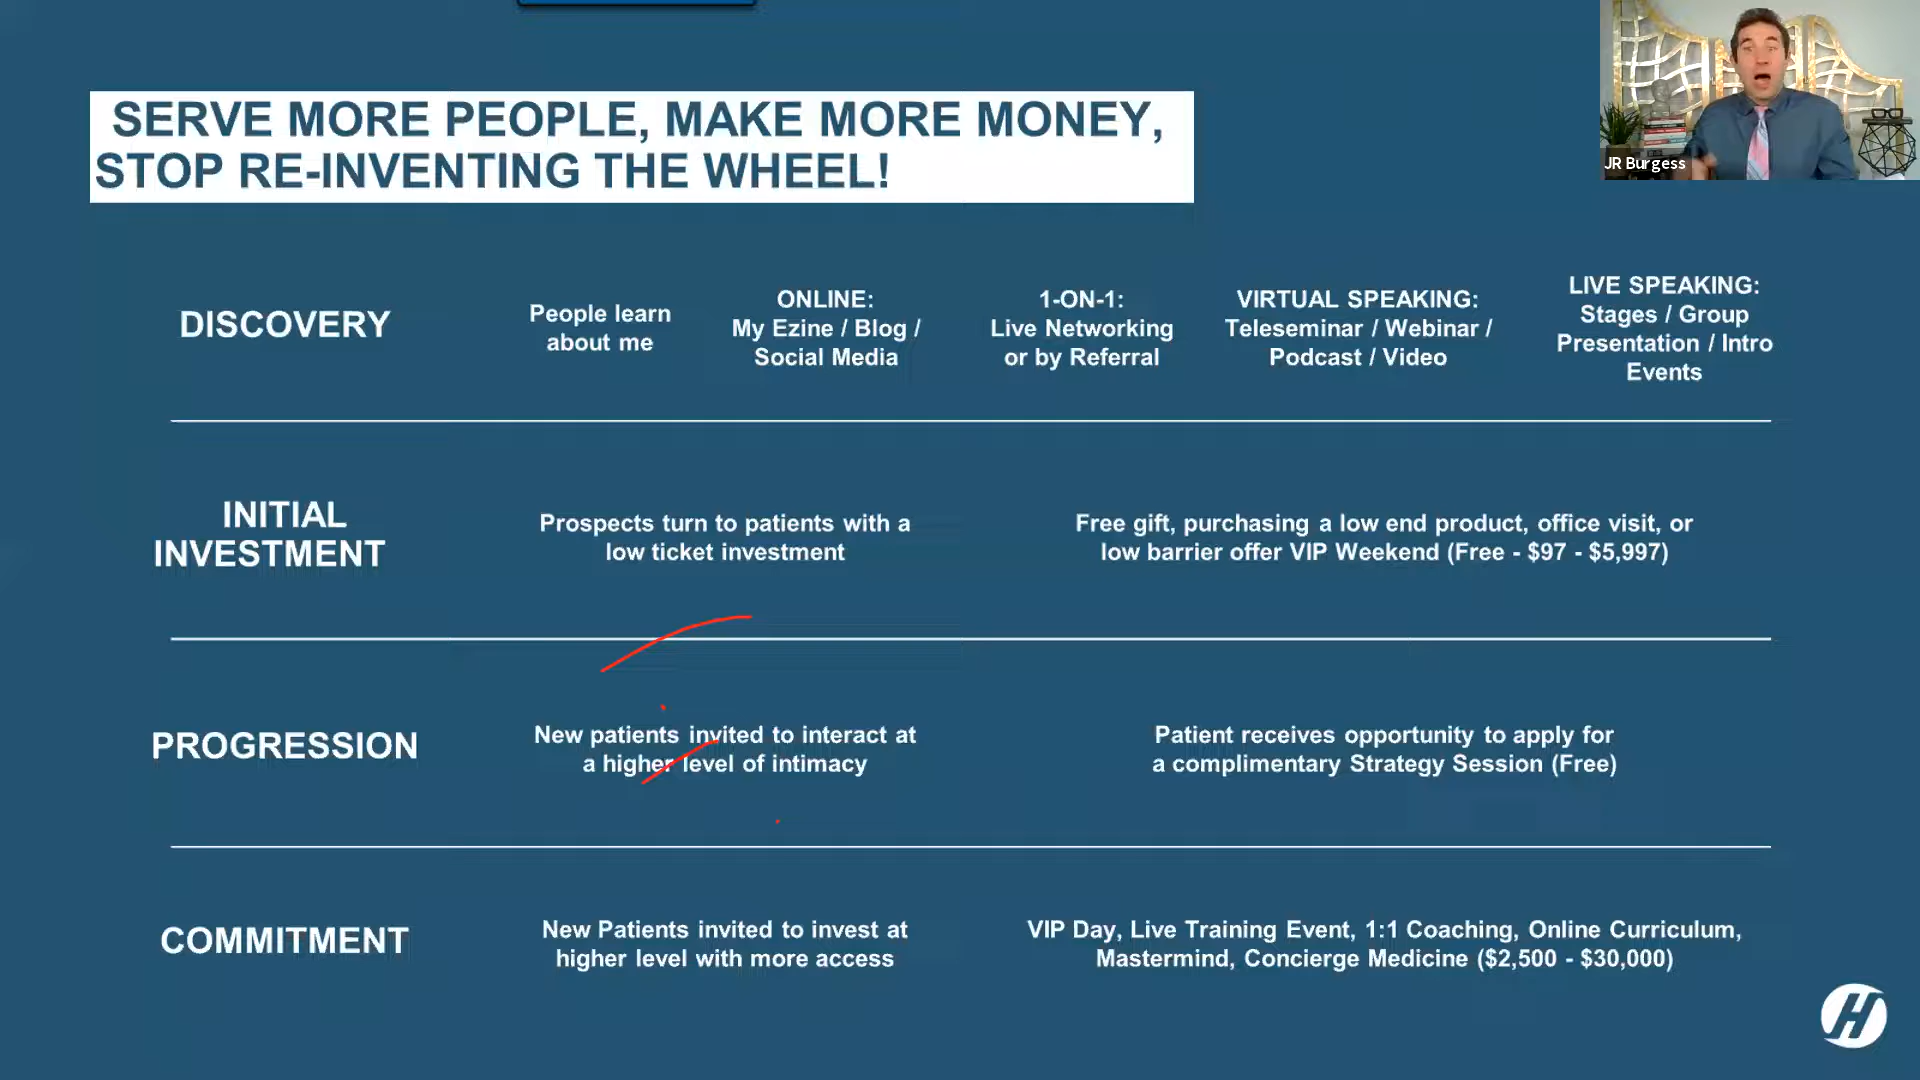 SERVE MORE PEOPLE, MAKE MORE MONEY,
STOP RE-INVENTING THE WHEEL!
JR Burgess
DISCOVERY
People learn
about me
ONLINE:
My Ezine / Blog /
Social Media
1-ON-1:
Live Networking
or by Referral
VIRTUAL SPEAKING:
Teleseminar / Webinar /
Podcast / Video
LIVE SPEAKING:
Stages / Group
Presentation / Intro
Events
INITIAL
INVESTMENT
Prospects turn to patients with a
low ticket investment
Free gift, purchasing a low end product, office visit, or
low barrier offer VIP Weekend (Free - $97 - $5,997)
PROGRESSION
New patients invited to interact at
a higher level of intimacy
Patient receives opportunity to apply for
a complimentary Strategy Session (Free)
COMMITMENT
New Patients invited to invest at
higher level with more access
VIP Day, Live Training Event, 1:1 Coaching, Online Curriculum,
Mastermind, Concierge Medicine ($2,500 - $30,000)
H